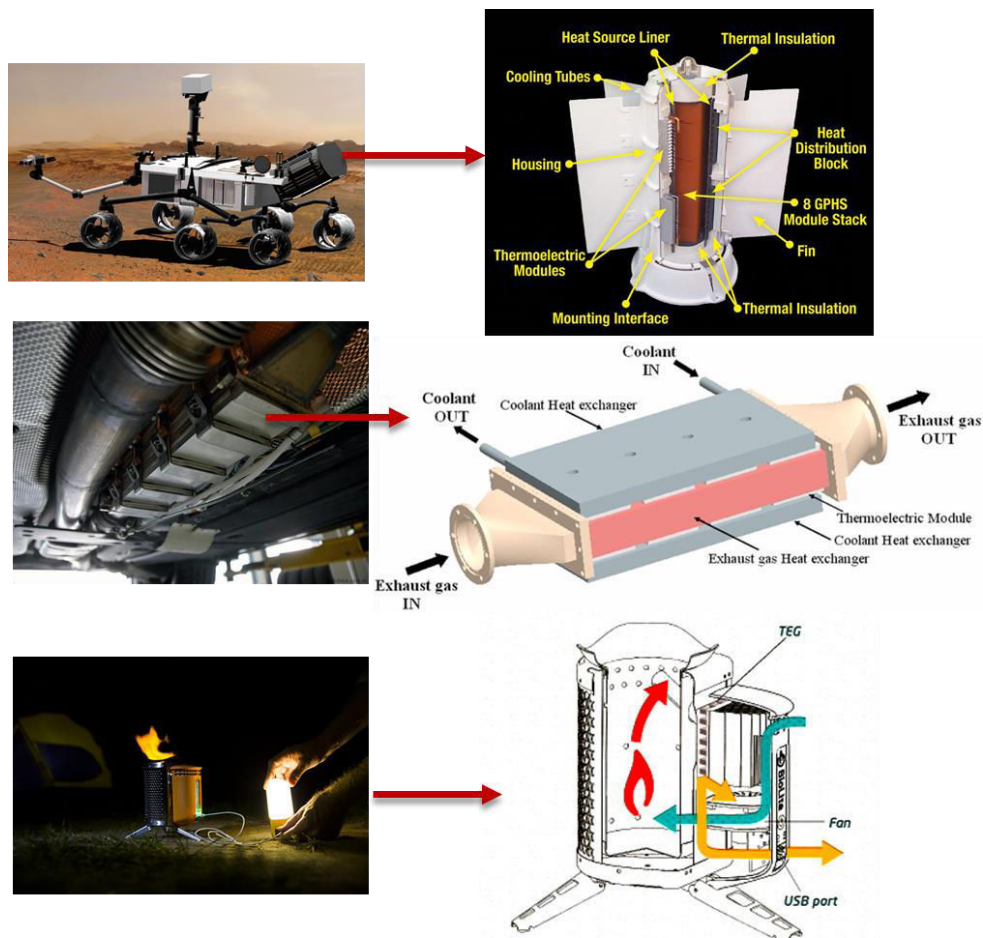 Heat Source Liner
Thermal Insulation
Cooling Tubes
Housing
Heat
Distribution
Block
8 GPHS
Module Stack
Fin
Thermoelectric
Modules
Thermal Insulation
Mounting Interface
Coolant
IN
Coolant
OUT
Coolant Heat exchanger
Exhaust gas
OUT
Thermoelectric Module
Coolant Heat exchanger
Exhaust gas Heat exchanger
Exhaust gas
IN
TEG
BIOLITE
Fan
USB port